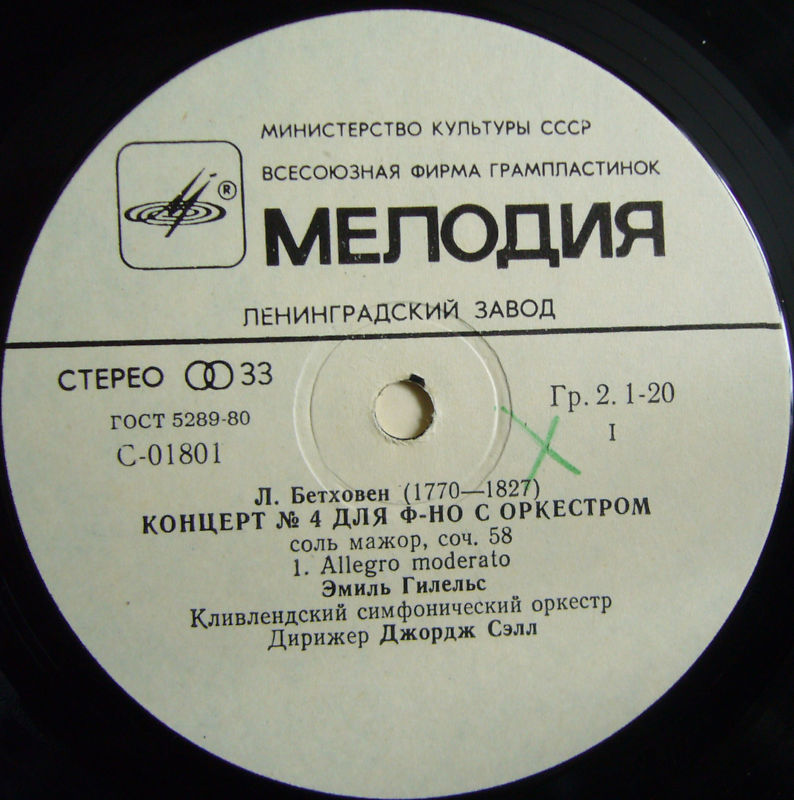 МИНИСТЕРСТВО КУЛЬТУРЫ СССР
ВСЕСОЮЗНАЯ ФИРМА ГРАМПЛАСТИНОК
®
МЕЛОДИЯ
ЛЕНИНГРАДСКИЙ ЗАВОД
СТЕРЕО 33
Гр. 2. 1-20
ГОСТ 5289-80
I
С-01801
Л. Бетховен (1770—1827)
КОНЦЕРТ № 4 ДЛЯ Ф-НО С ОРКЕСТРОМ
соль мажор, соч. 58
1. Allegro moderato
Эмиль Гилельс
Кливлендский симфонический оркестр
Дирижер Джордж Сэлл